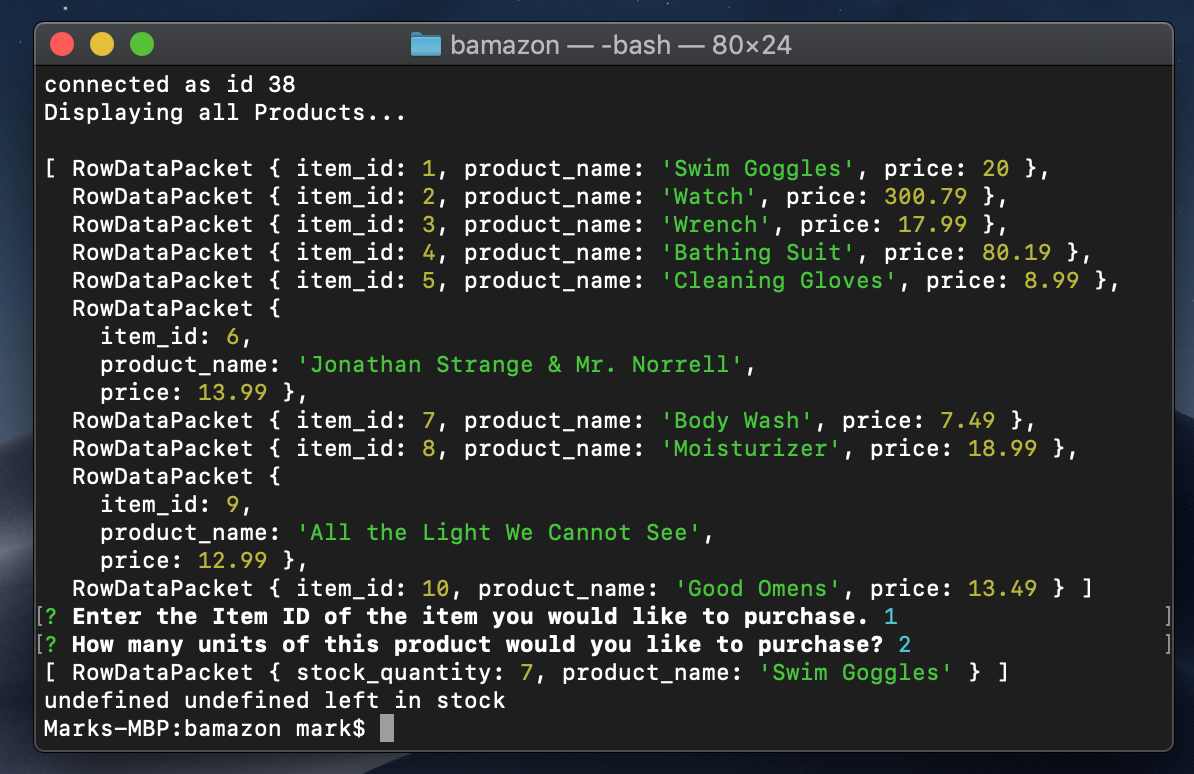 bamazon — -bash — 80×24
connected as id 38
Displaying all Products...
[ RowDataPacket { item_id: 1, product_name: 'Swim Goggles', price: 20 },
RowDataPacket { item_id: 2, product_name: 'Watch', price: 300.79 },
RowDataPacket { item_id: 3, product_name: 'Wrench', price: 17.99 },
RowDataPacket { item_id: 4, product_name: 'Bathing Suit', price: 80.19 },
RowDataPacket { item_id: 5, product_name: 'Cleaning Gloves', price: 8.99 },
RowDataPacket {
item_id: 6,
product_name: 'Jonathan Strange & Mr. Norrell',
price: 13.99 },
RowDataPacket { item_id: 7, product_name: 'Body Wash', price: 7.49 },
RowDataPacket { item_id: 8, product_name: 'Moisturizer', price: 18.99 },
RowDataPacket {
item_id: 9,
product_name: 'All the Light We Cannot See',
price: 12.99 },
RowDataPacket { item_id: 10, product_name: 'Good Omens', price: 13.49 } ]
[? Enter the Item ID of the item you would like to purchase. 1 ]
[? How many units of this product would you like to purchase? 2 ]
[ RowDataPacket { stock_quantity: 7, product_name: 'Swim Goggles' } ]
undefined undefined left in stock
Marks-MBP:bamazon mark$